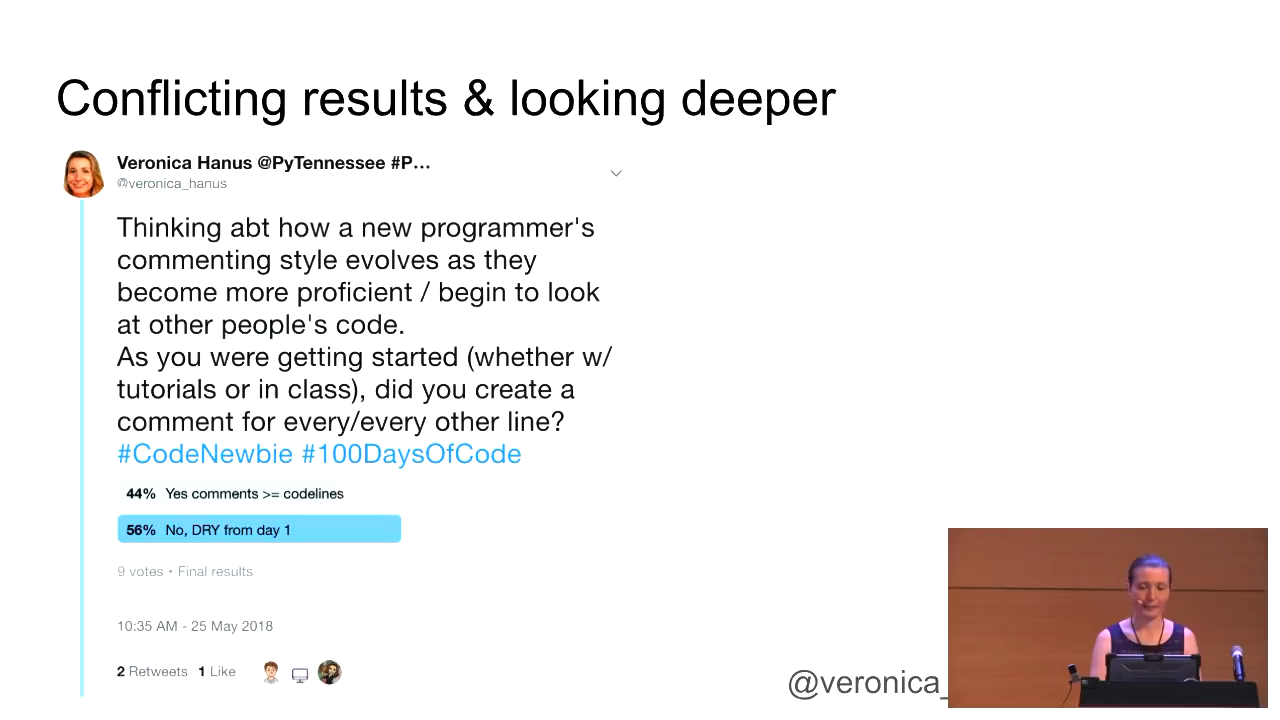 Conflicting results & looking deeper
Veronica Hanus @PyTennessee #P...
@veronica_hanus
Thinking abt how a new programmer's
commenting style evolves as they
become more proficient / begin to look
at other people's code.
As you were getting started (whether w/
tutorials or in class), did you create a
comment for every/every other line?
#CodeNewbie #100DaysOfCode
44% Yes comments >= codelines
56% No, DRY from day 1
9 votes • Final results
10:35 AM - 25 May 2018
2 Retweets 1 Like
@veronica_